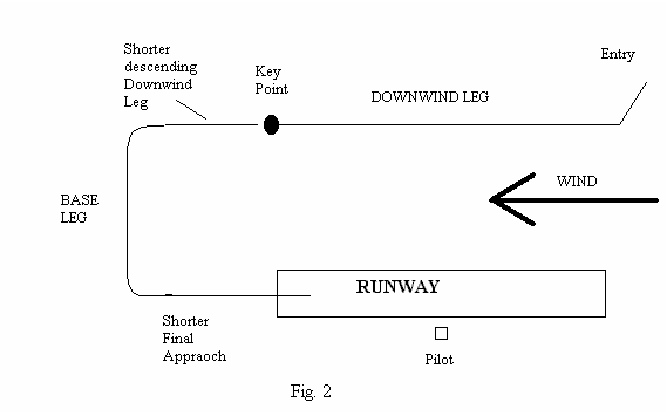 Shorter
descending
Downwind
Leg
Key
Point
DOWNWIND LEG
Entry
WIND
BASE
LEG
RUNWAY
Shorter
Final
Appraoch
Pilot
Fig. 2